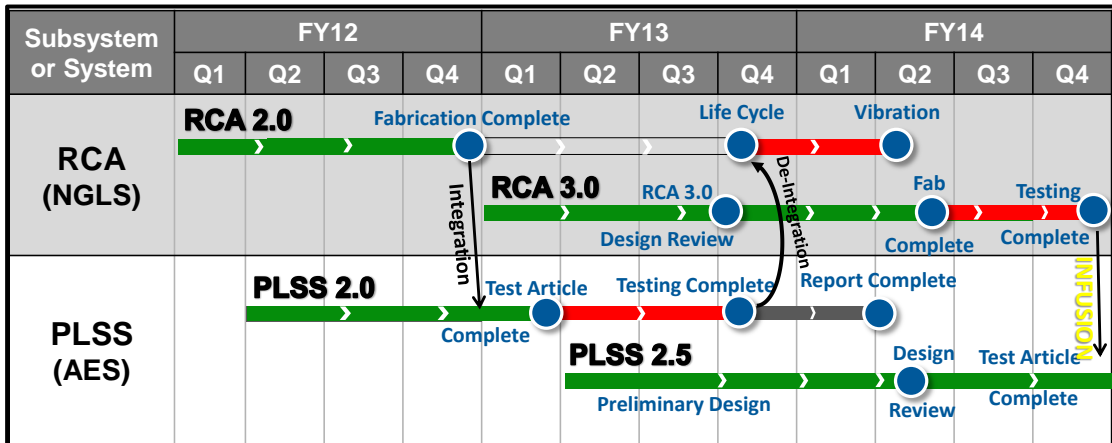 Subsystem
or System
FY12
FY13
FY14
Q1
Q2
Q3
Q4
Q1
Q2
Q3
Q4
Q1
Q2
Q3
Q4
RCA
(NGLS)
RCA 2.0
Fabrication Complete
Life Cycle
Vibration
Integration
RCA 3.0
RCA 3.0
Design Review
De-Integration
Fab
Complete
Testing
Complete
INFUSION
PLSS
(AES)
PLSS 2.0
Test Article
Complete
Testing Complete
Report Complete
PLSS 2.5
Preliminary Design
Design
Review
Test Article
Complete